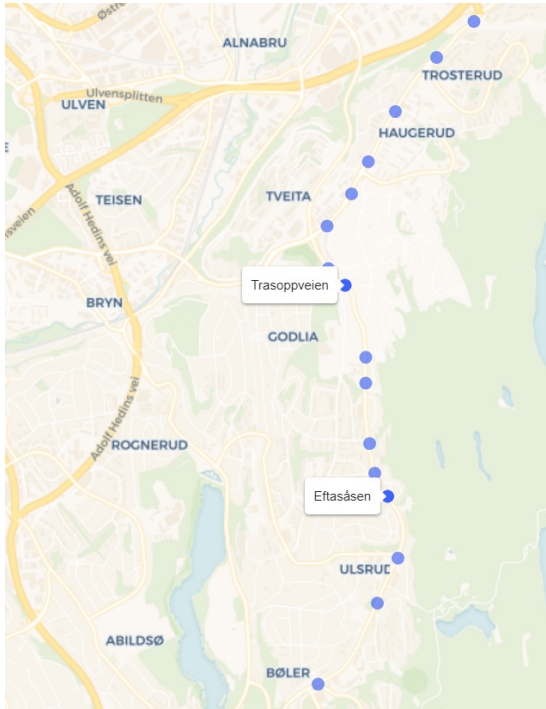 Østre
ALNABRU
TROSTERUD
Ulvensplitten
ULVEN
HAUGERUD
Adolf Hedins vei
TEISEN
TVEITA
Trasoppveien
BRYN
GODLIA
Adolf Hedins vei
ROGNERUD
Eftasåsen
ULSRUD
ABILDSØ
BØLER